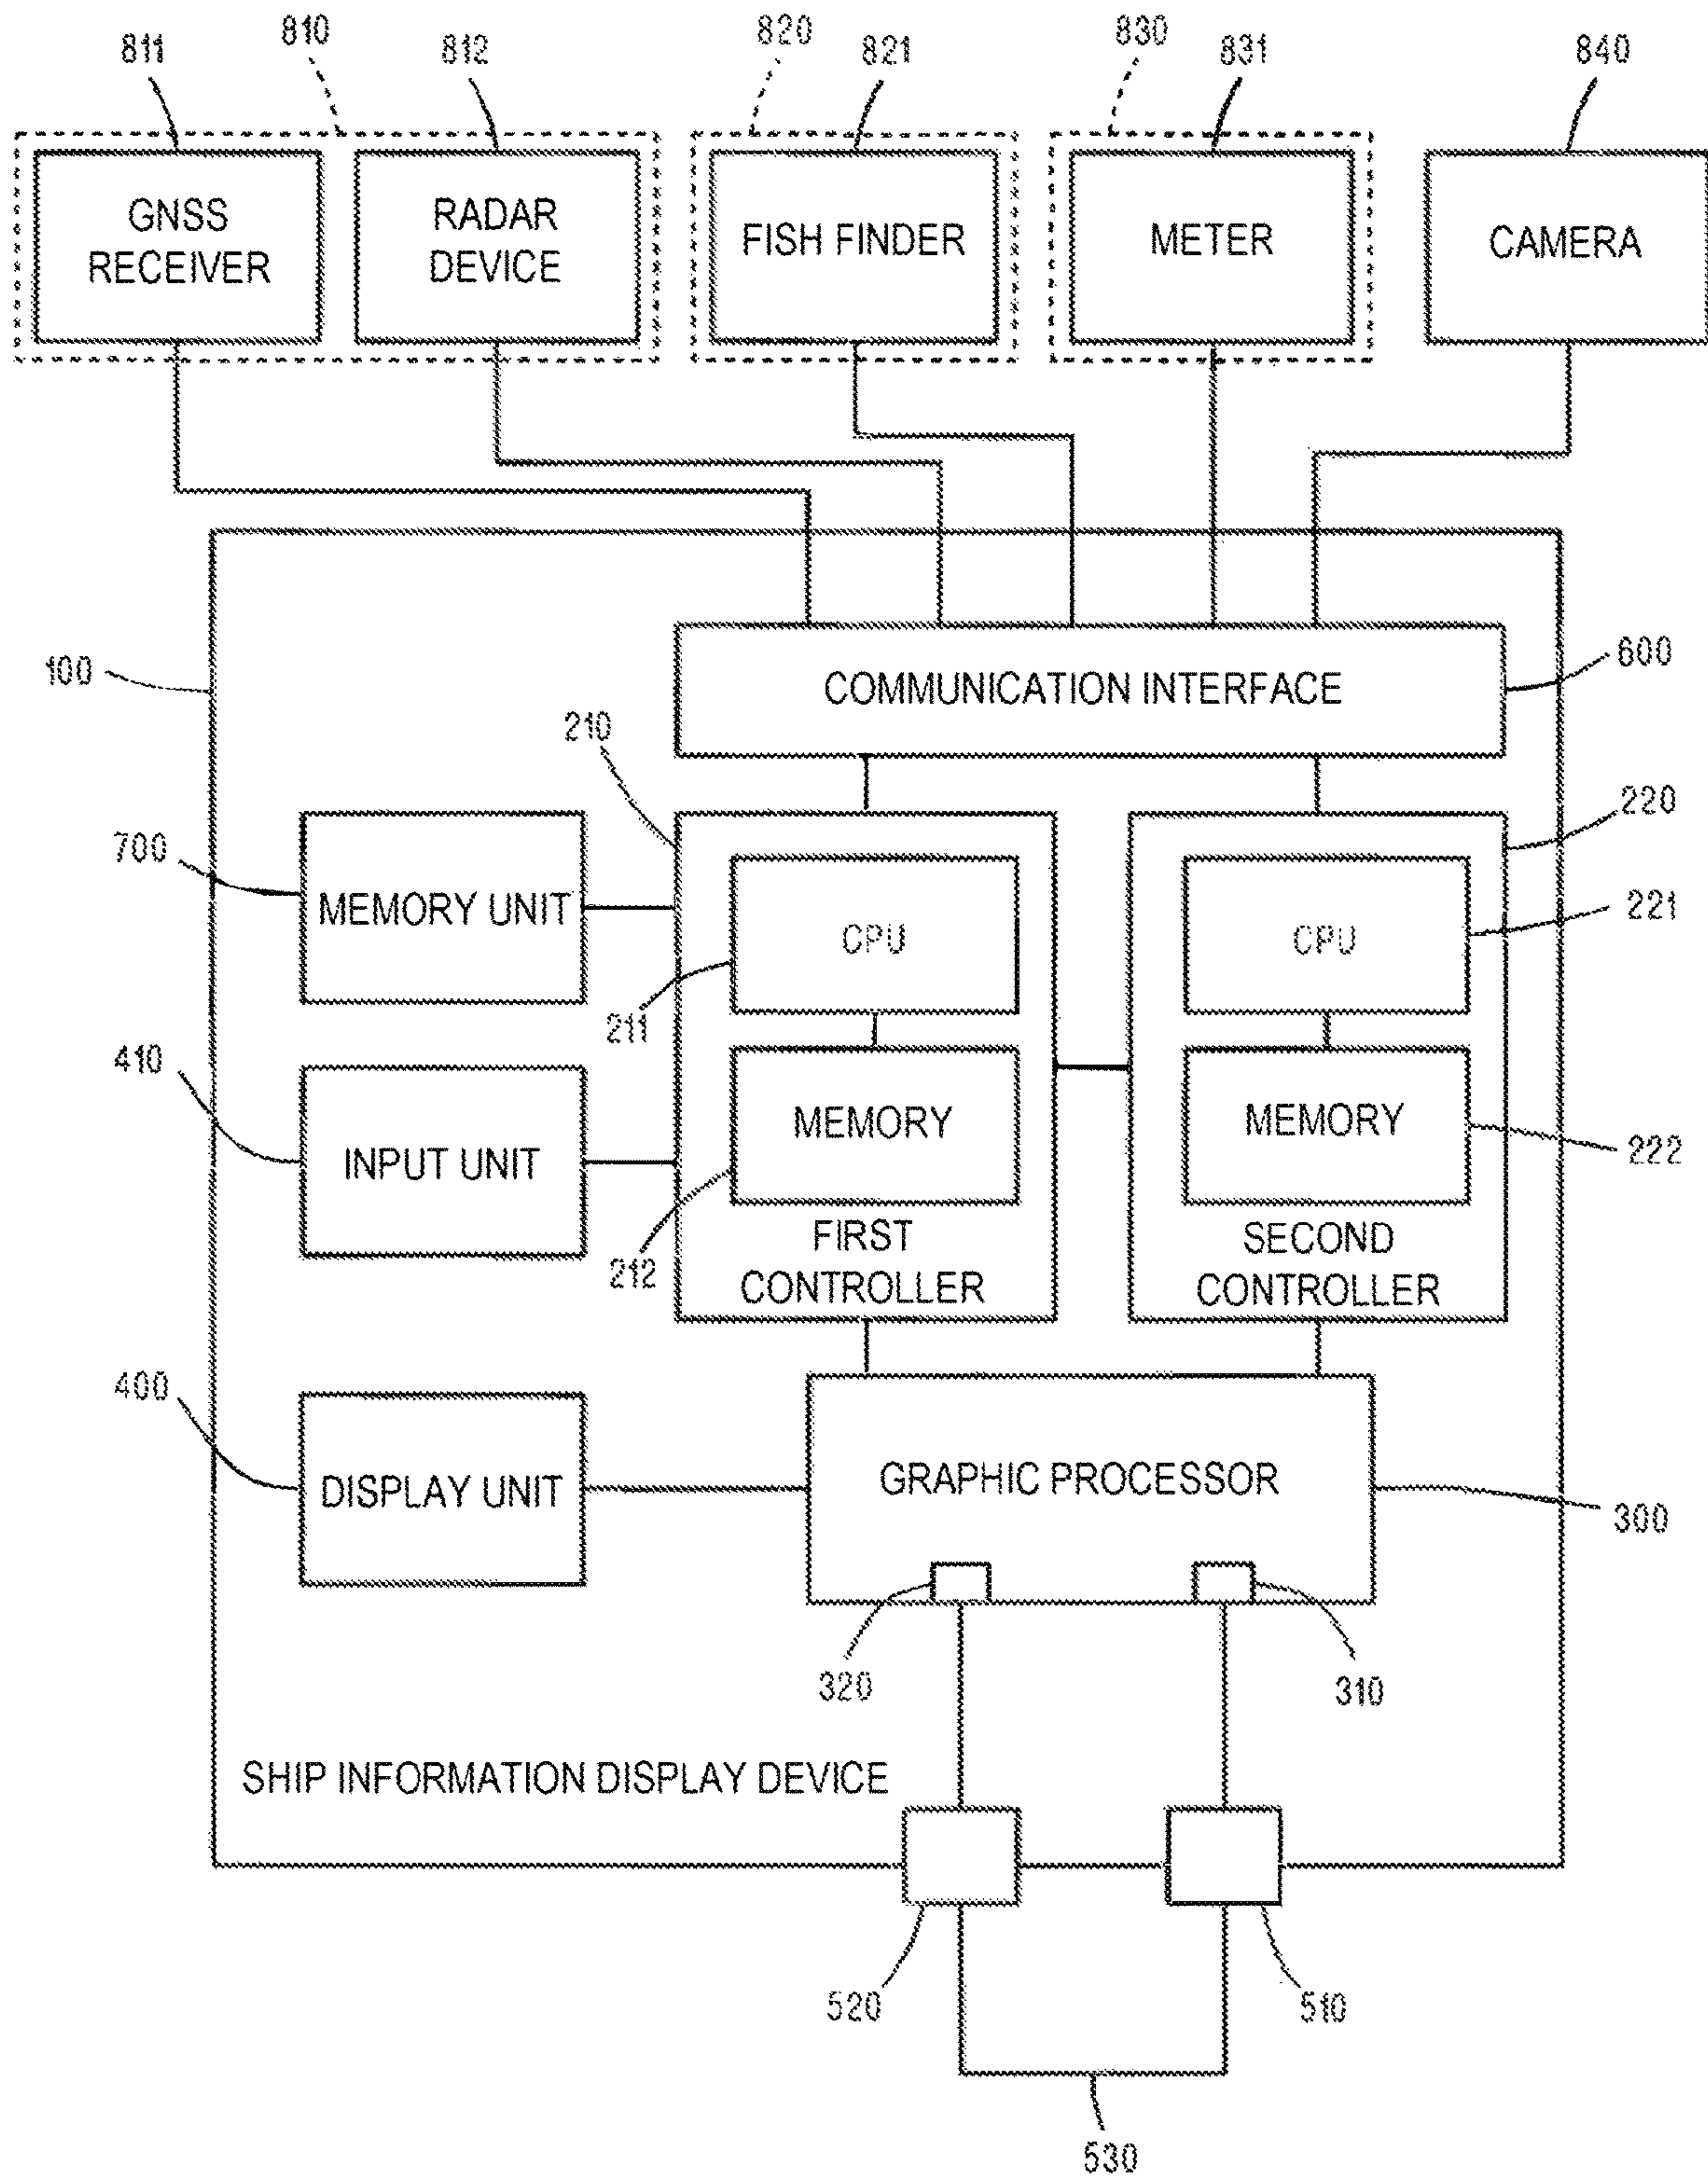 811
810
812
820
821
830
831
840
GNSS
RECEIVER
RADAR
DEVICE
FISH FINDER
METER
CAMERA
100
COMMUNICATION INTERFACE
600
210
220
700
MEMORY UNIT
CPU
CPU
221
211
410
INPUT UNIT
MEMORY
MEMORY
222
212
FIRST
CONTROLLER
SECOND
CONTROLLER
400
DISPLAY UNIT
GRAPHIC PROCESSOR
300
320
310
SHIP INFORMATION DISPLAY DEVICE
520
510
530